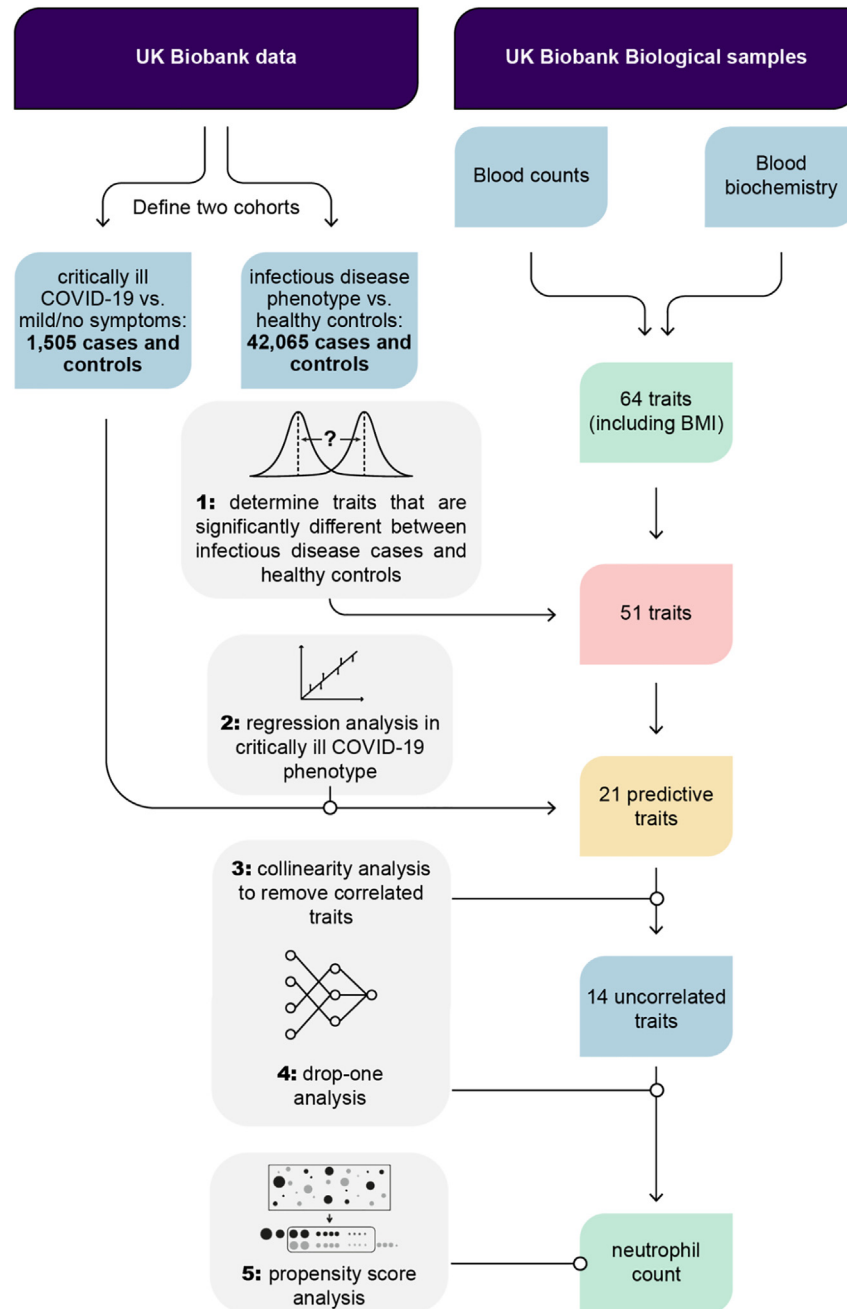 UK Biobank data
UK Biobank Biological samples
Define two cohorts
Blood counts
Blood
biochemistry
critically ill
COVID-19 vs.
mild/no symptoms:
1,505 cases and
controls
infectious disease
phenotype vs.
healthy controls:
42,065 cases and
controls
64 traits
(including BMI)
?
1: determine traits that are
significantly different between
infectious disease cases and
healthy controls
51 traits
2: regression analysis in
critically ill COVID-19
phenotype
21 predictive
traits
3: collinearity analysis
to remove correlated
traits
14 uncorrelated
traits
4: drop-one
analysis
5: propensity score
analysis
neutrophil
count